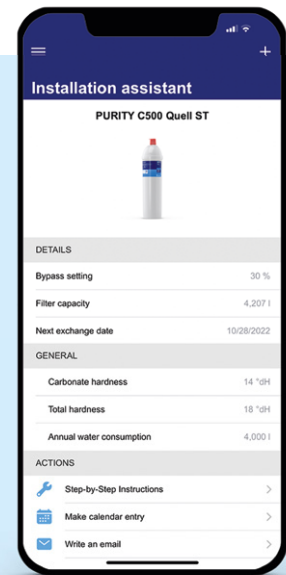 Installation assistant
PURITY C500 Quell ST
DETAILS
Bypass setting 30 %
Filter capacity 4,207 l
Next exchange date 10/28/2022
GENERAL
Carbonate hardness 14 °dH
Total hardness 18 °dH
Annual water consumption 4,000 l
ACTIONS
Step-by-Step Instructions
Make calendar entry
Write an email